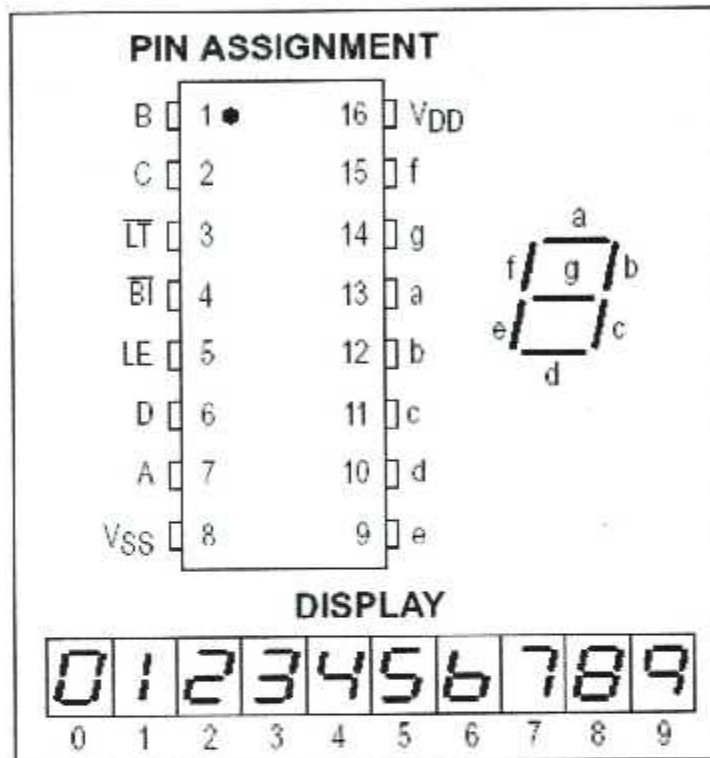 PIN ASSIGNMENT
B 1 16 VDD
C 2 15 f
L̅T̅ 3 14 g
B̅I̅ 4 13 a
LE 5 12 b
D 6 11 c
A 7 10 d
VSS 8 9 e
a
f g b
e c
d
DISPLAY
0 1 2 3 4 5 6 7 8 9
0 1 2 3 4 5 6 7 8 9